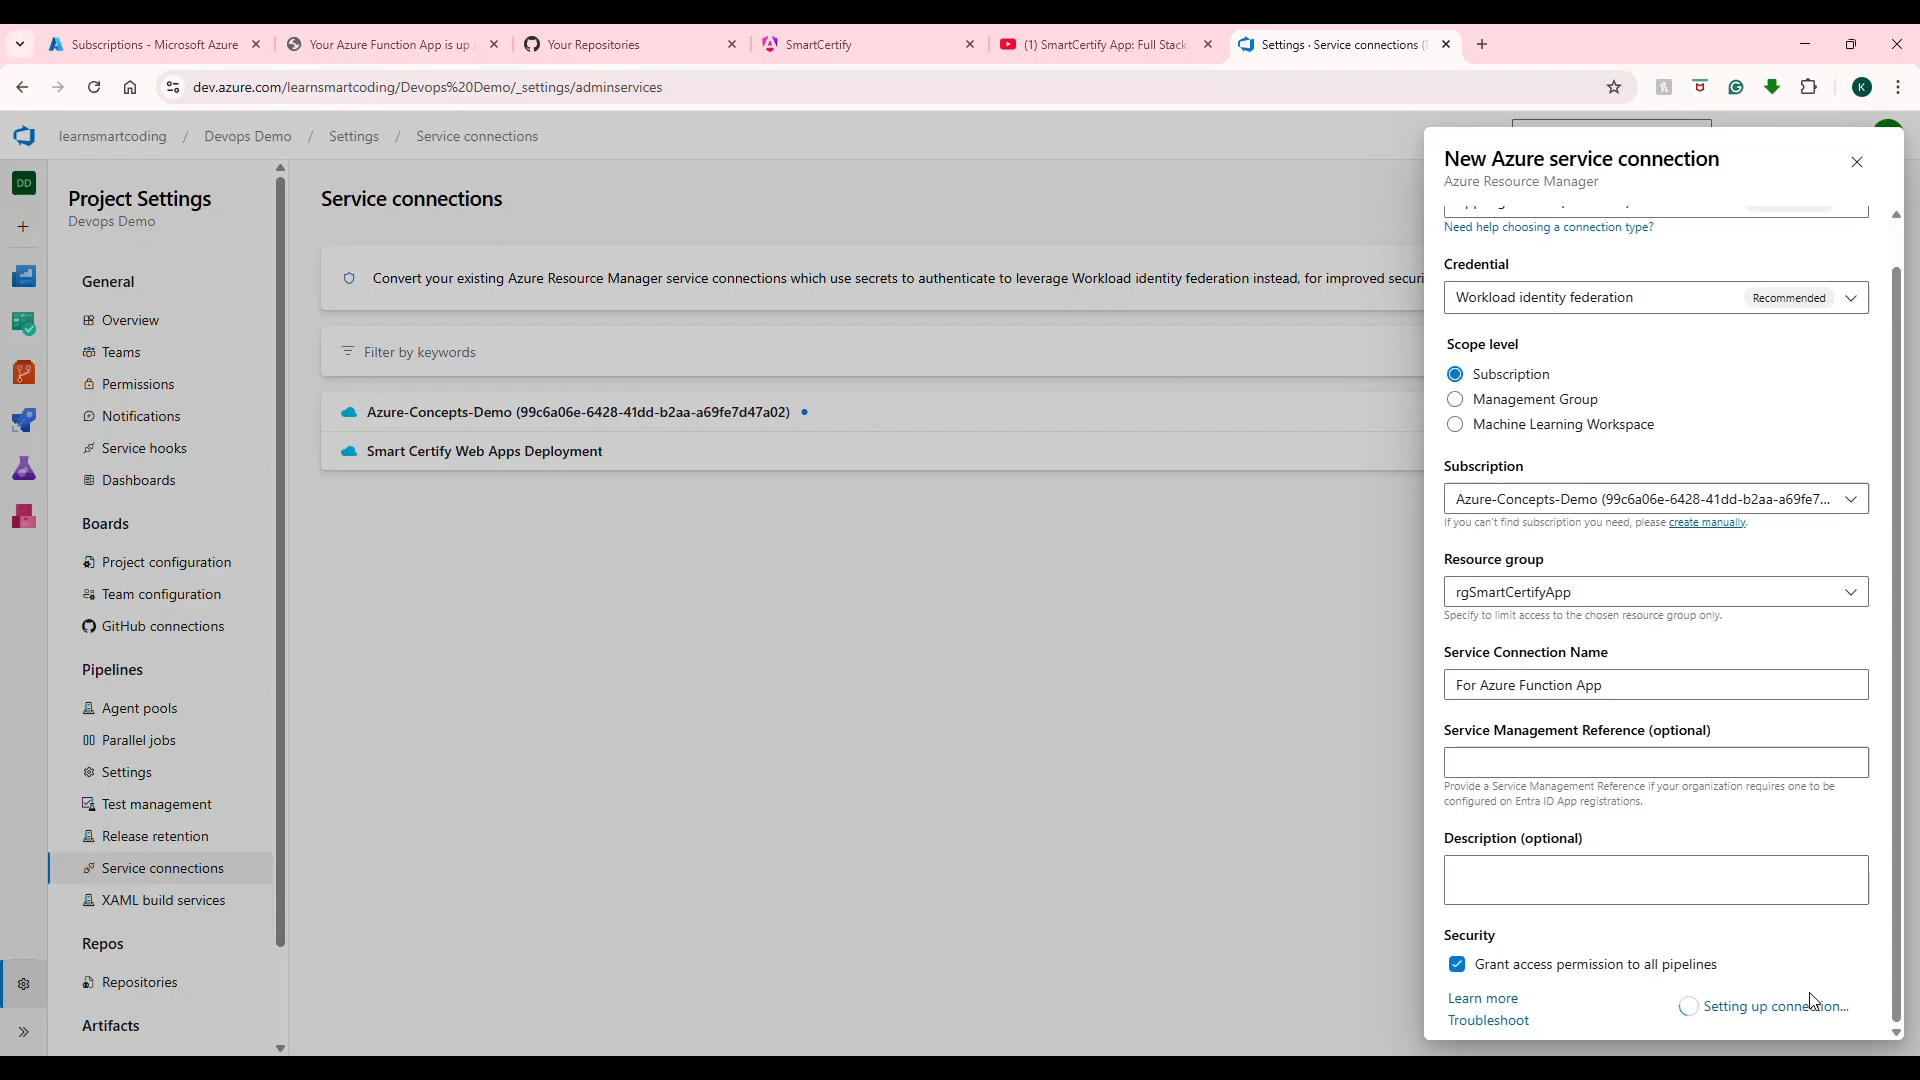 Subscriptions - Microsoft Azure
Your Azure Function App is up
Your Repositories
SmartCertify
(1) SmartCertify App: Full Stack
Settings · Service connections (
dev.azure.com/learnsmartcoding/Devops%20Demo/_settings/adminservices
K
learnsmartcoding / Devops Demo / Settings / Service connections
DD
Project Settings
Devops Demo
General
Overview
Teams
Permissions
Notifications
Service hooks
Dashboards
Boards
Project configuration
Team configuration
GitHub connections
Pipelines
Agent pools
Parallel jobs
Settings
Test management
Release retention
Service connections
XAML build services
Repos
Repositories
Artifacts
Service connections
Convert your existing Azure Resource Manager service connections which use secrets to authenticate to leverage Workload identity federation instead, for improved securi
Filter by keywords
Azure-Concepts-Demo (99c6a06e-6428-41dd-b2aa-a69fe7d47a02)
Smart Certify Web Apps Deployment
New Azure service connection
Azure Resource Manager
Need help choosing a connection type?
Credential
Workload identity federation
Recommended
Scope level
Subscription
Management Group
Machine Learning Workspace
Subscription
Azure-Concepts-Demo (99c6a06e-6428-41dd-b2aa-a69fe7...
If you can't find subscription you need, please create manually.
Resource group
rgSmartCertifyApp
Specify to limit access to the chosen resource group only.
Service Connection Name
For Azure Function App
Service Management Reference (optional)
Provide a Service Management Reference if your organization requires one to be
configured on Entra ID App registrations.
Description (optional)
Security
Grant access permission to all pipelines
Learn more
Troubleshoot
Setting up connection...